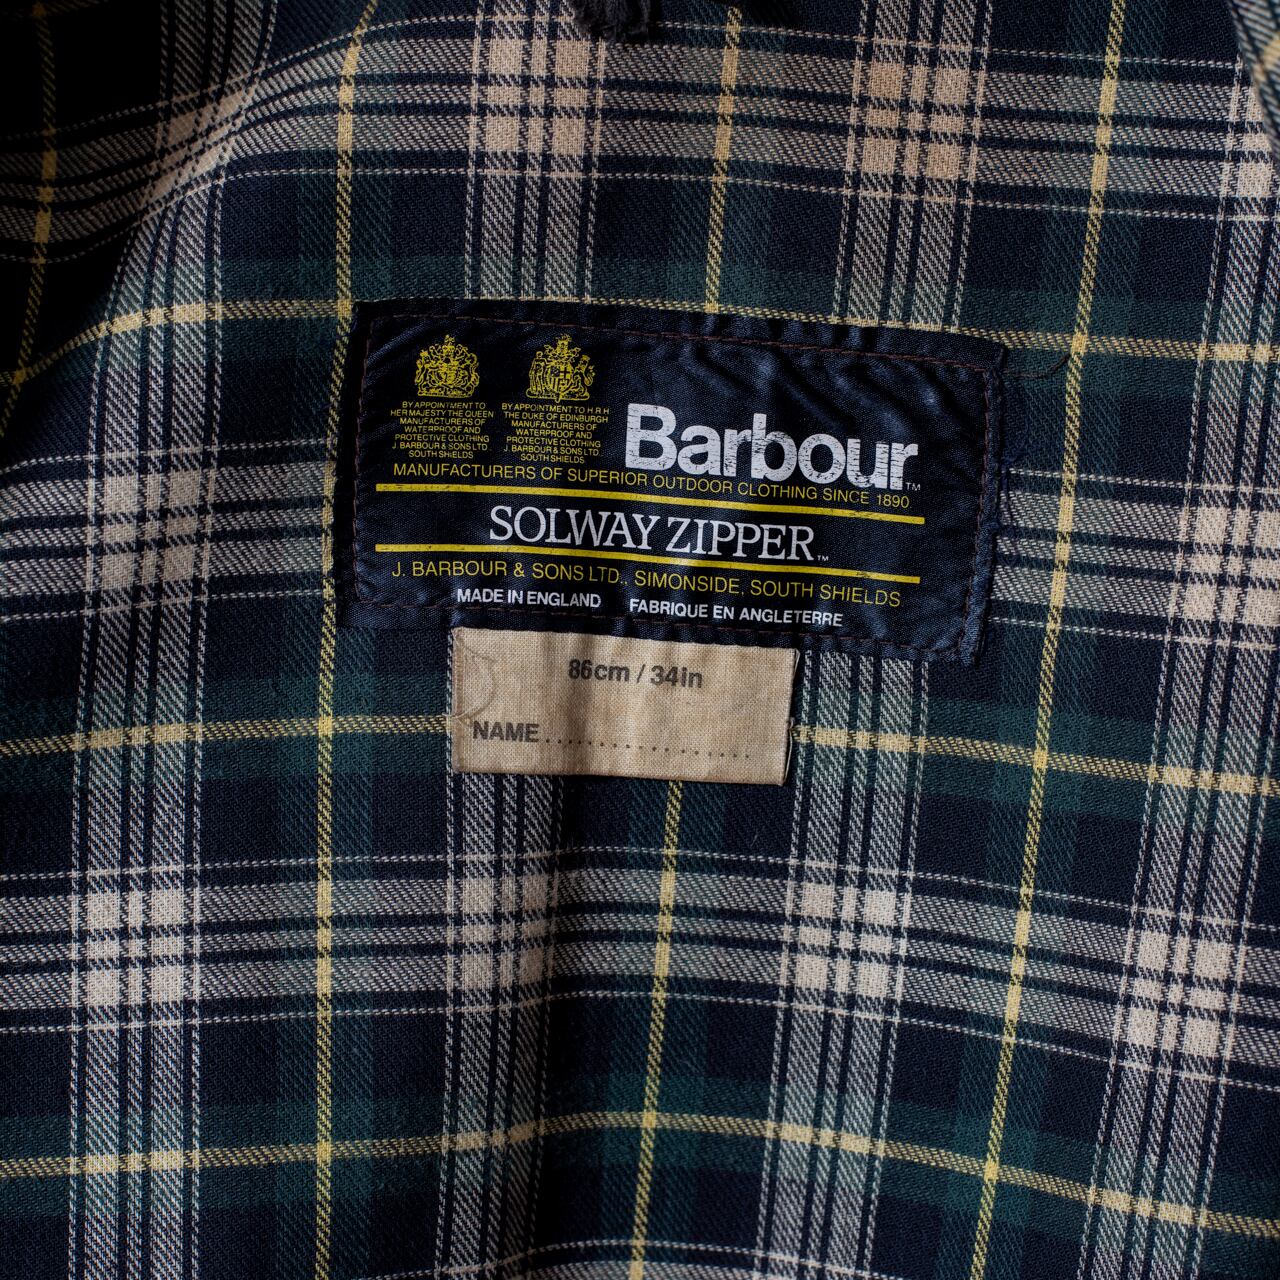 BY APPOINTMENT TO
HER MAJESTY THE QUEEN
MANUFACTURERS OF
WATERPROOF AND
PROTECTIVE CLOTHING
J. BARBOUR & SONS LTD.
SOUTH SHIELDS
BY APPOINTMENT TO H R H
THE DUKE OF EDINBURGH
MANUFACTURERS OF
WATERPROOF AND
PROTECTIVE CLOTHING
J. BARBOUR & SONS LTD.
SOUTH SHIELDS
Barbour™
MANUFACTURERS OF SUPERIOR OUTDOOR CLOTHING SINCE 1890
SOLWAY ZIPPER™
J. BARBOUR & SONS LTD., SIMONSIDE, SOUTH SHIELDS
MADE IN ENGLAND FABRIQUE EN ANGLETERRE
86cm / 34in
NAME..................